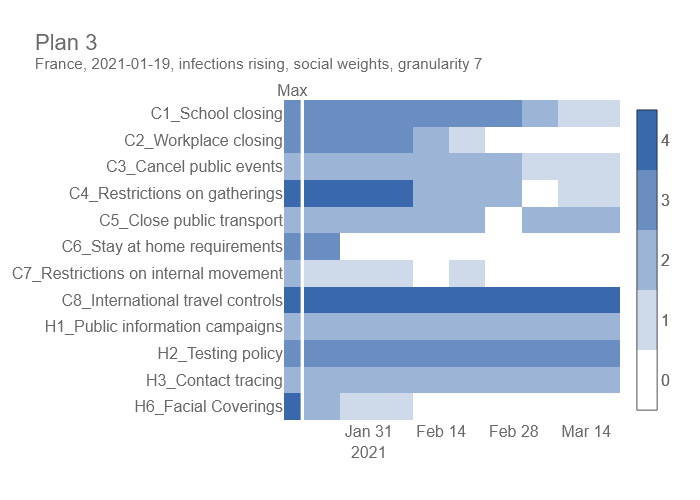 Plan 3
France, 2021-01-19, infections rising, social weights, granularity 7
Max
C1_School closing
C2_Workplace closing
C3_Cancel public events
C4_Restrictions on gatherings
C5_Close public transport
C6_Stay at home requirements
C7_Restrictions on internal movement
C8_International travel controls
H1_Public information campaigns
H2_Testing policy
H3_Contact tracing
H6_Facial Coverings
4
3
2
1
0
Jan 31 Feb 14 Feb 28 Mar 14
2021